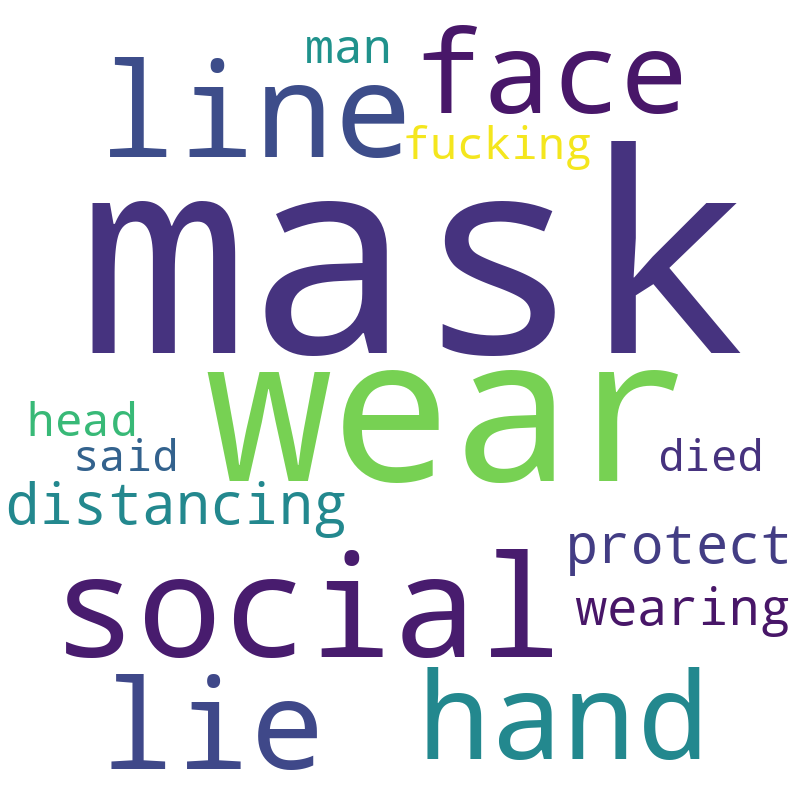 man
face
line
fucking
mask
wear
head
said
died
distancing
protect
social
wearing
lie
hand